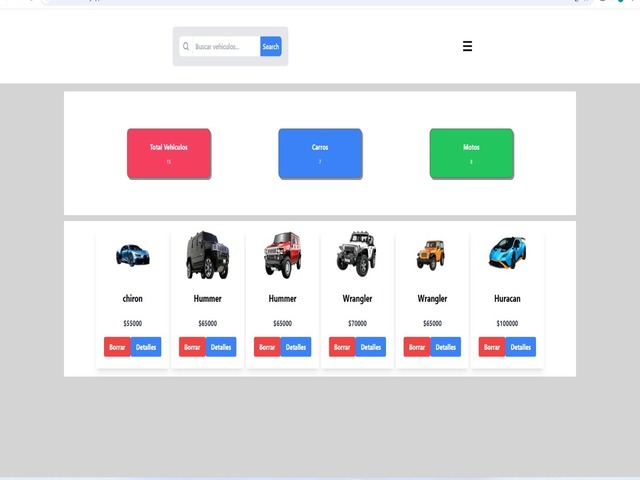 Buscar vehiculos...
Search
Total Vehiculos
15
Carros
7
Motos
8
chiron
Hummer
Hummer
Wrangler
Wrangler
Huracan
$55000
$65000
$65000
$70000
$65000
$100000
Borrar Detalles
Borrar Detalles
Borrar Detalles
Borrar Detalles
Borrar Detalles
Borrar Detalles